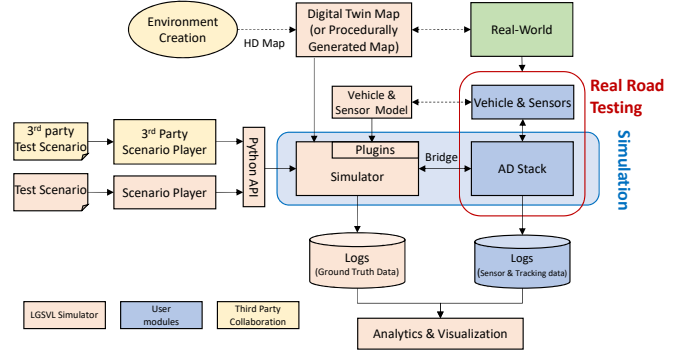 Environment
Creation
HD Map
Digital Twin Map
(or Procedurally
Generated Map)
Real-World
Real Road
Testing
Vehicle &
Sensor Model
Vehicle & Sensors
3rd party
Test Scenario
3rd Party
Scenario Player
Python API
Plugins
Simulator
Bridge
AD Stack
Simulation
Test Scenario
Scenario Player
Logs
(Ground Truth Data)
Logs
(Sensor & Tracking data)
LGSVL Simulator
User
modules
Third Party
Collaboration
Analytics & Visualization